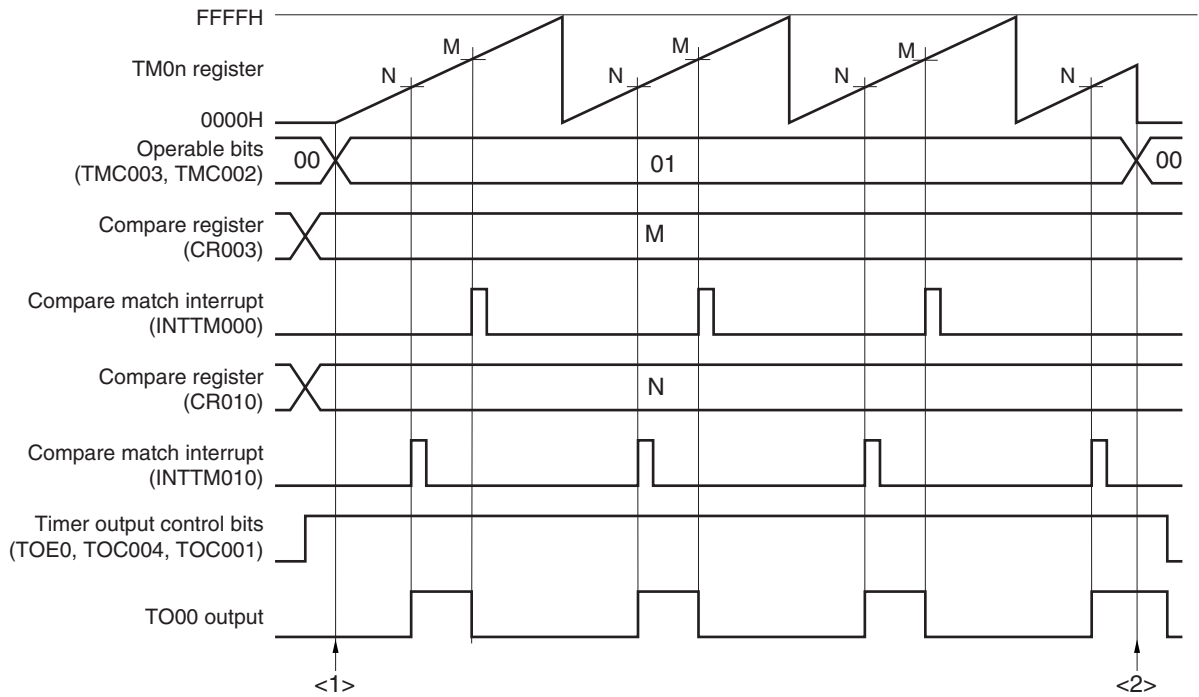 FFFFH
TM0n register
N M N M N M N
0000H
Operable bits
(TMC003, TMC002)
00 01 00
Compare register
(CR003)
M
Compare match interrupt
(INTTM000)
Compare register
(CR010)
N
Compare match interrupt
(INTTM010)
Timer output control bits
(TOE0, TOC004, TOC001)
TO00 output
<1> <2>